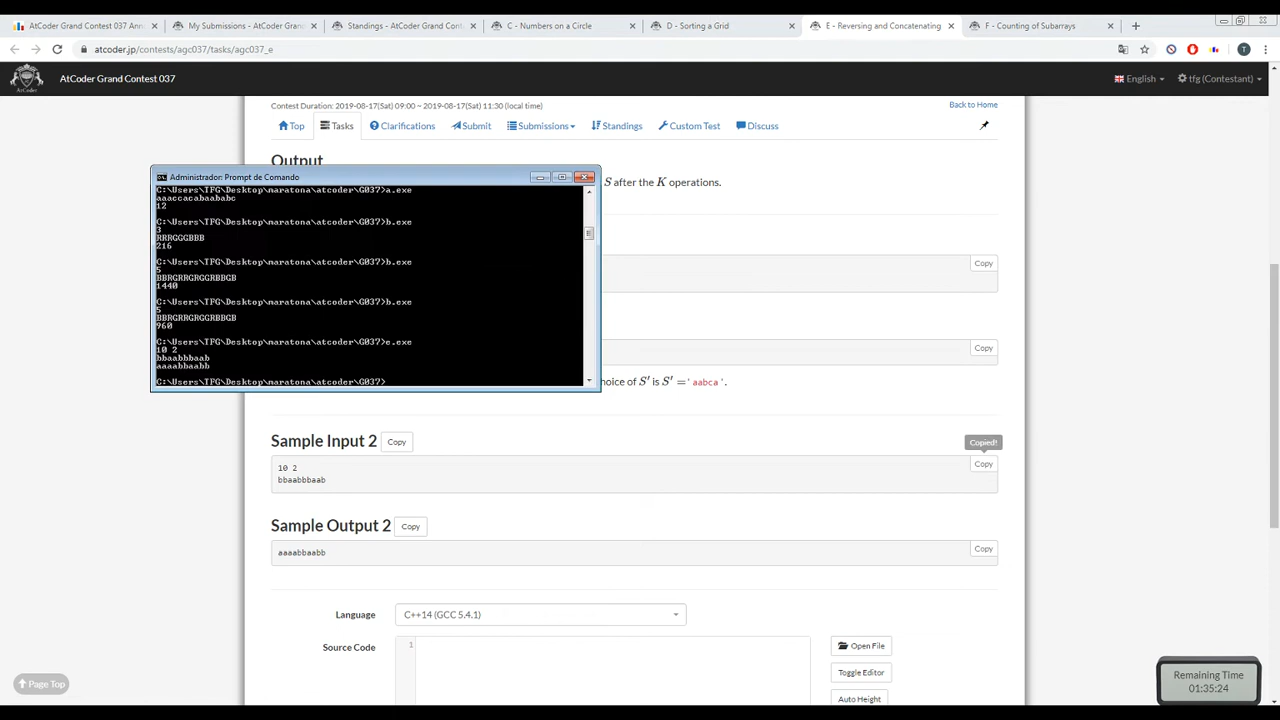 AtCoder Grand Contest 037 Ann
My Submissions - AtCoder Grand
Standings - AtCoder Grand Cont
C - Numbers on a Circle
D - Sorting a Grid
E - Reversing and Concatenating
F - Counting of Subarrays
atcoder.jp/contests/agc037/tasks/agc037_e
T
AtCoder Grand Contest 037
English
tfg (Contestant)
Contest Duration: 2019-08-17(Sat) 09:00 ~ 2019-08-17(Sat) 11:30 (local time)
Back to Home
Top
Tasks
Clarifications
Submit
Submissions
Standings
Custom Test
Discuss
Output
S after the K operations.
Administrador: Prompt de Comando
C:\Users\TFG\Desktop\maratona\atcoder\G037>a.exe
aaaccacabaababc
12
C:\Users\TFG\Desktop\maratona\atcoder\G037>b.exe
3
RRRGGGBBB
216
C:\Users\TFG\Desktop\maratona\atcoder\G037>b.exe
5
BBRGRRGRGGRBBGB
1440
C:\Users\TFG\Desktop\maratona\atcoder\G037>b.exe
5
BBRGRRGRGGRBBGB
960
C:\Users\TFG\Desktop\maratona\atcoder\G037>e.exe
10 2
bbaabbbaab
aaaabbaabb
C:\Users\TFG\Desktop\maratona\atcoder\G037>
Copy
Copy
hoice of S′ is S′ =' aabca '.
Sample Input 2
Copy
Copied!
Copy
10 2
bbaabbbaab
Sample Output 2
Copy
Copy
aaaabbaabb
Language
C++14 (GCC 5.4.1)
Source Code
1
Open File
Toggle Editor
Auto Height
Page Top
Remaining Time
01:35:24